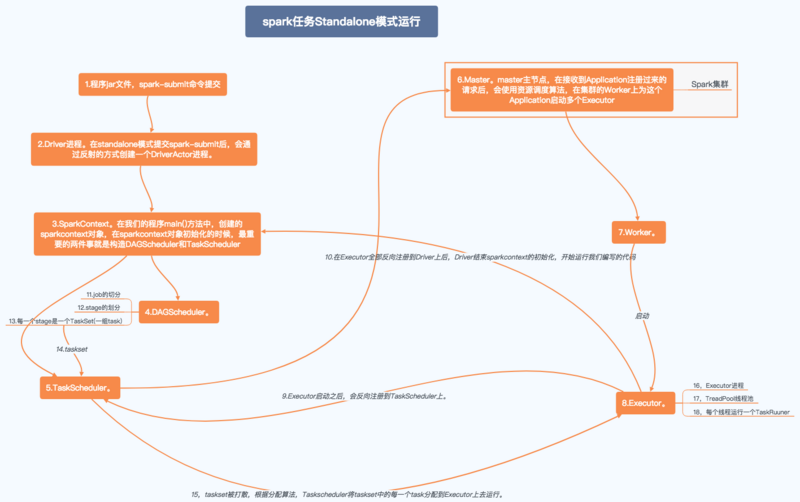 spark任务Standalone模式运行
1.程序jar文件，spark-submit命令提交
2.Driver进程。在standalone模式提交spark-submit后，会通
过反射的方式创建一个DriverActor进程。
3.SparkContext。在我们的程序main()方法中，创建的
sparkcontext对象，在sparkcontext对象初始化的时候，最重
要的两件事就是构造DAGScheduler和TaskScheduler
11.job的切分
12.stage的划分
13.每一个stage是一个TaskSet(一组task)
4.DAGScheduler。
14.taskset
5.TaskScheduler。
6.Master。master主节点，在接收到Application注册过来的
请求后，会使用资源调度算法，在集群的Worker上为这个
Application启动多个Executor
Spark集群
7.Worker。
启动
10.在Executor全部反向注册到Driver上后，Driver结束sparkcontext的初始化，开始运行我们编写的代码
9.Executor启动之后，会反向注册到TaskScheduler上。
8.Executor。
16，Executor进程
17，TreadPool线程池
18，每个线程运行一个TaskRuuner
15，taskset被打散，根据分配算法，Taskscheduler将taskset中的每一个task分配到Executor上去运行。